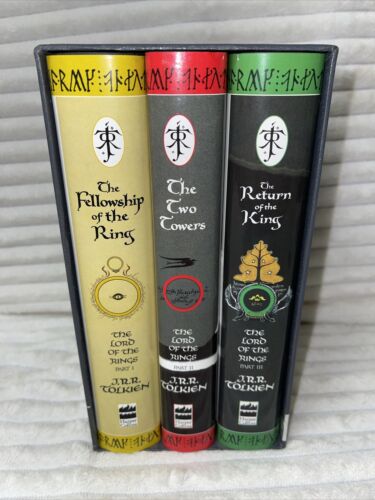 The
Fellowship
of the
Ring
THE
LORD
OF THE
RINGS
PART I
J.R.R.
TOLKIEN
The
Two
Towers
THE
LORD
OF THE
RINGS
PART II
J.R.R.
TOLKIEN
The
Return
of the
King
THE
LORD
OF THE
RINGS
PART III
J.R.R.
TOLKIEN